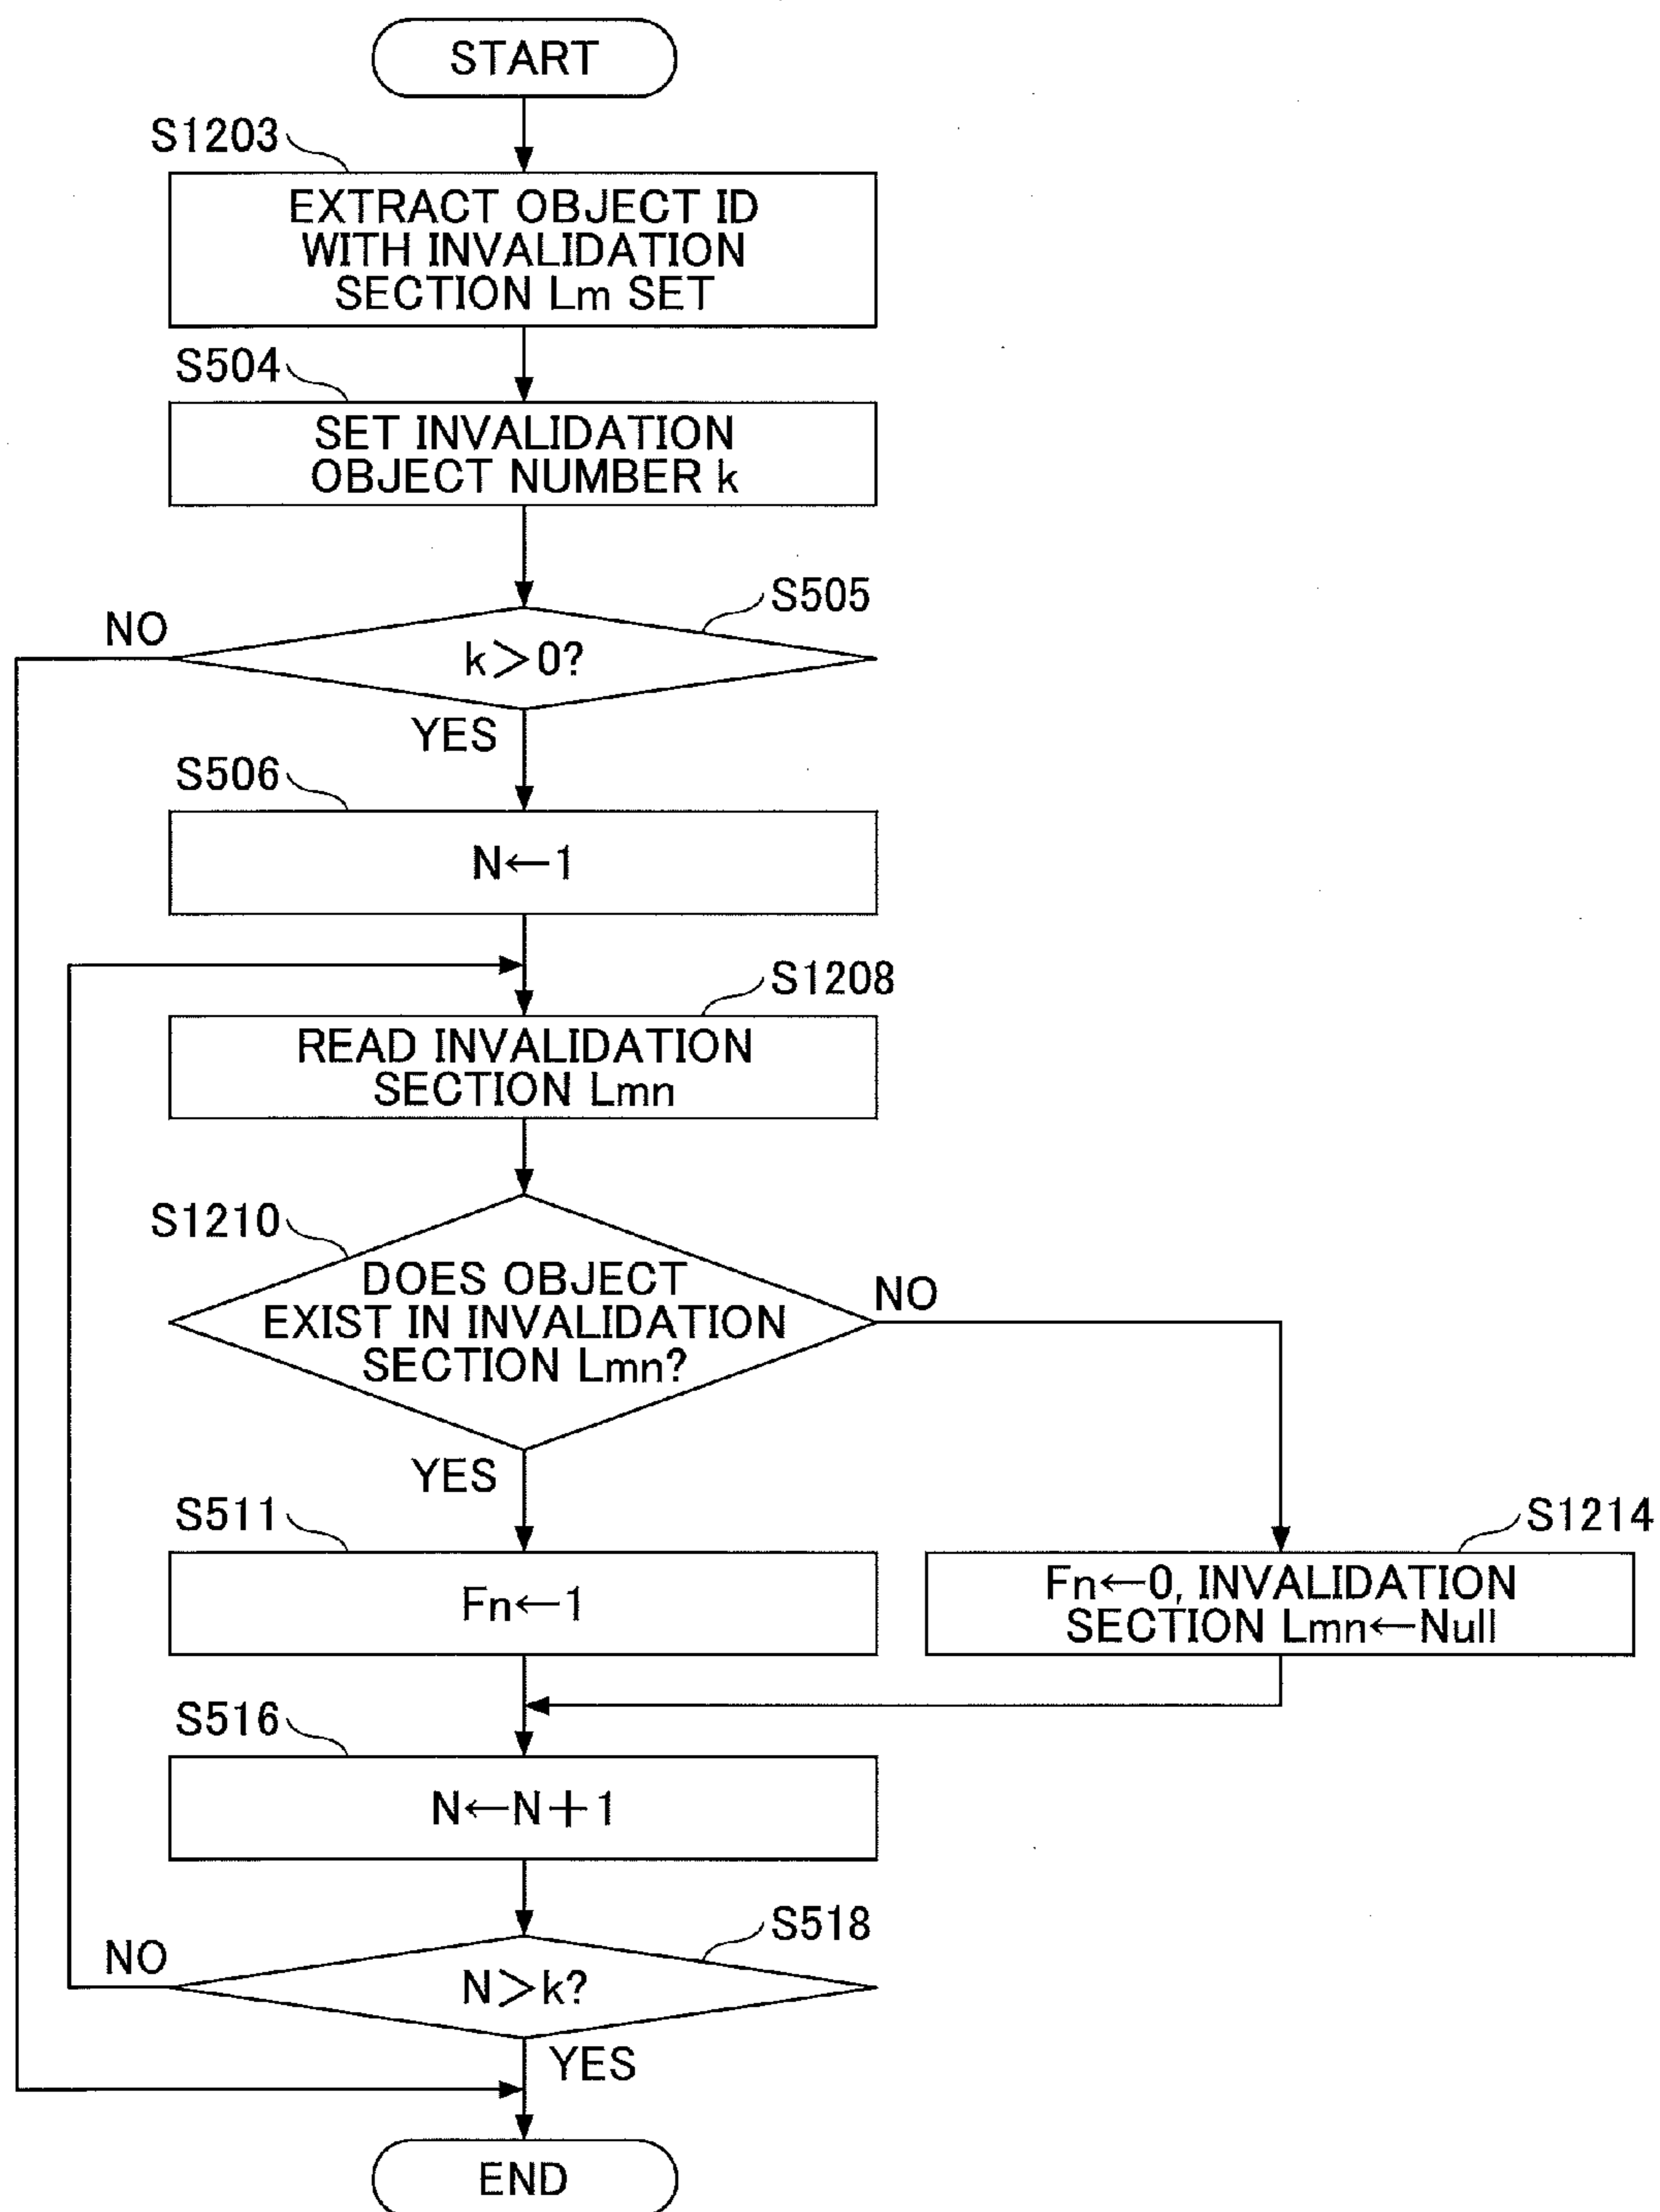 START
S1203
EXTRACT OBJECT ID
WITH INVALIDATION
SECTION Lm SET
S504
SET INVALIDATION
OBJECT NUMBER k
S505
NO
k>0?
YES
S506
N←1
S1208
READ INVALIDATION
SECTION Lmn
S1210
DOES OBJECT
EXIST IN INVALIDATION
SECTION Lmn?
NO
YES
S511
Fn←1
S1214
Fn←0, INVALIDATION
SECTION Lmn←Null
S516
N←N+1
S518
NO
N>k?
YES
END